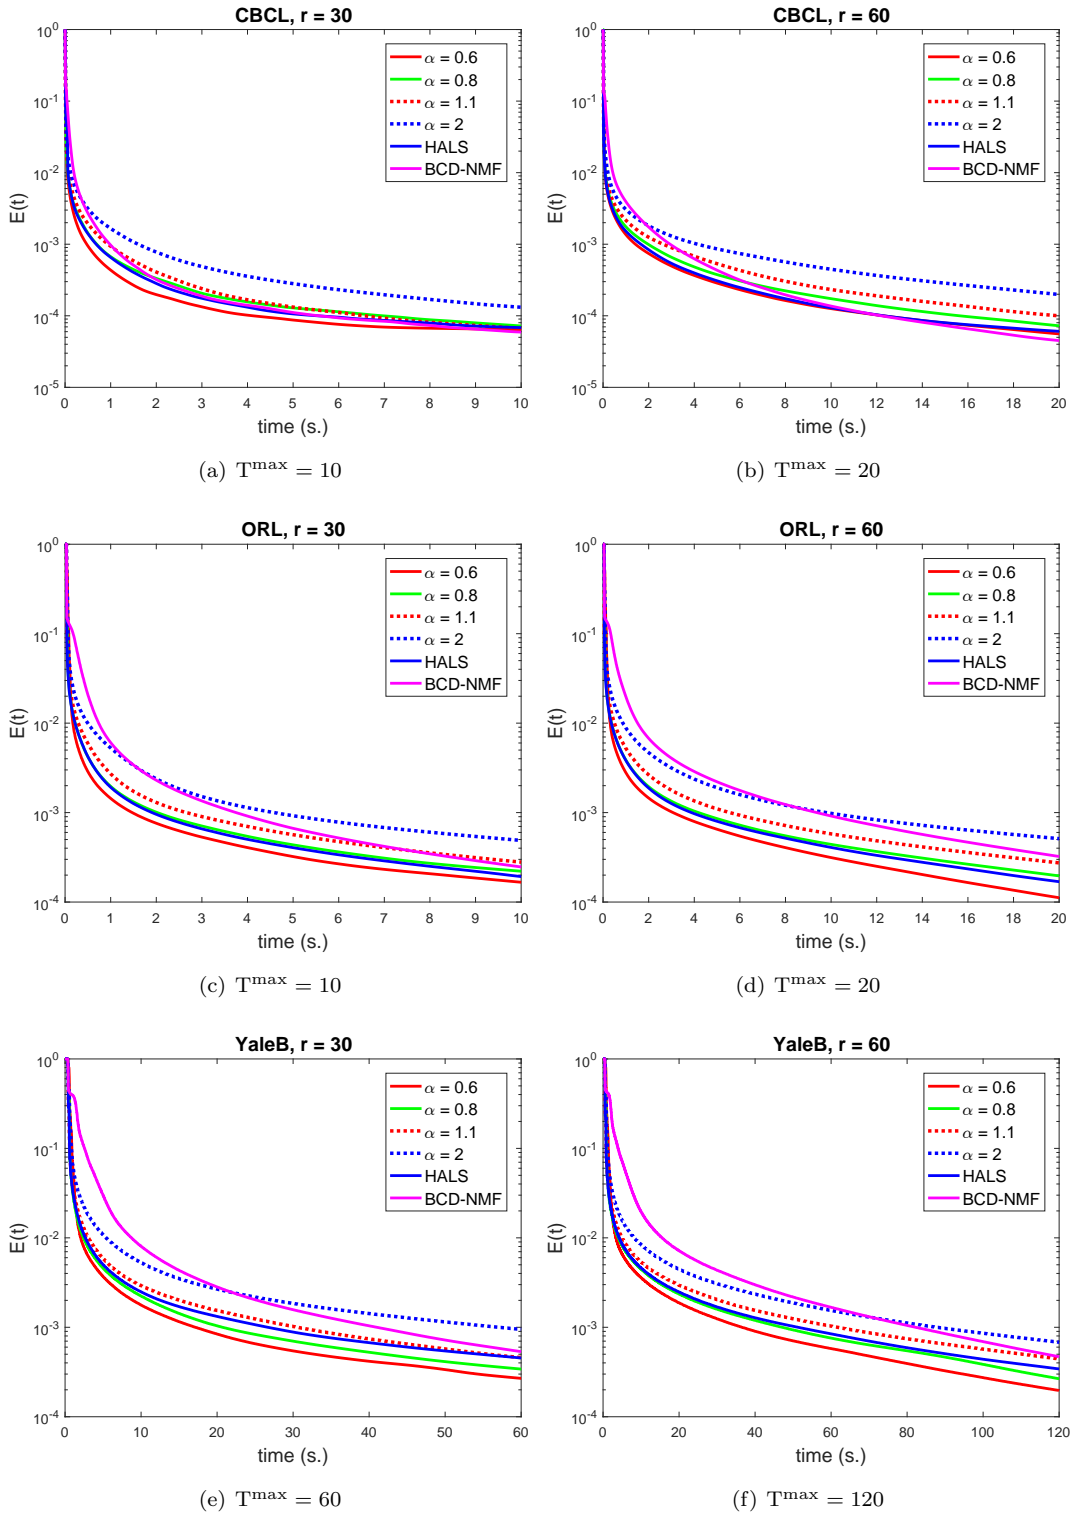 CBCL, r = 30
10^0
10^-1
10^-2
10^-3
10^-4
10^-5
E(t)
α = 0.6
α = 0.8
α = 1.1
α = 2
HALS
BCD-NMF
0 1 2 3 4 5 6 7 8 9 10
time (s.)
(a) T^max = 10
CBCL, r = 60
10^0
10^-1
10^-2
10^-3
10^-4
10^-5
E(t)
α = 0.6
α = 0.8
α = 1.1
α = 2
HALS
BCD-NMF
0 2 4 6 8 10 12 14 16 18 20
time (s.)
(b) T^max = 20
ORL, r = 30
10^0
10^-1
10^-2
10^-3
10^-4
E(t)
α = 0.6
α = 0.8
α = 1.1
α = 2
HALS
BCD-NMF
0 1 2 3 4 5 6 7 8 9 10
time (s.)
(c) T^max = 10
ORL, r = 60
10^0
10^-1
10^-2
10^-3
10^-4
E(t)
α = 0.6
α = 0.8
α = 1.1
α = 2
HALS
BCD-NMF
0 2 4 6 8 10 12 14 16 18 20
time (s.)
(d) T^max = 20
YaleB, r = 30
10^0
10^-1
10^-2
10^-3
10^-4
E(t)
α = 0.6
α = 0.8
α = 1.1
α = 2
HALS
BCD-NMF
0 10 20 30 40 50 60
time (s.)
(e) T^max = 60
YaleB, r = 60
10^0
10^-1
10^-2
10^-3
10^-4
E(t)
α = 0.6
α = 0.8
α = 1.1
α = 2
HALS
BCD-NMF
0 20 40 60 80 100 120
time (s.)
(f) T^max = 120